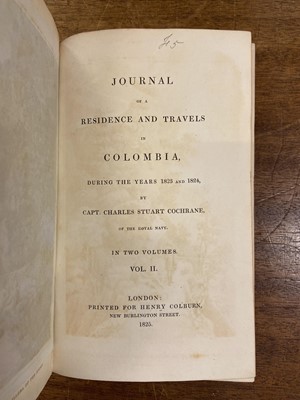 £5
JOURNAL
OF A
RESIDENCE AND TRAVELS
IN
COLOMBIA,
DURING THE YEARS 1823 AND 1824,
BY
CAPT. CHARLES STUART COCHRANE,
OF THE ROYAL NAVY.
IN TWO VOLUMES.
VOL. II.
LONDON:
PRINTED FOR HENRY COLBURN,
NEW BURLINGTON STREET.
1825.